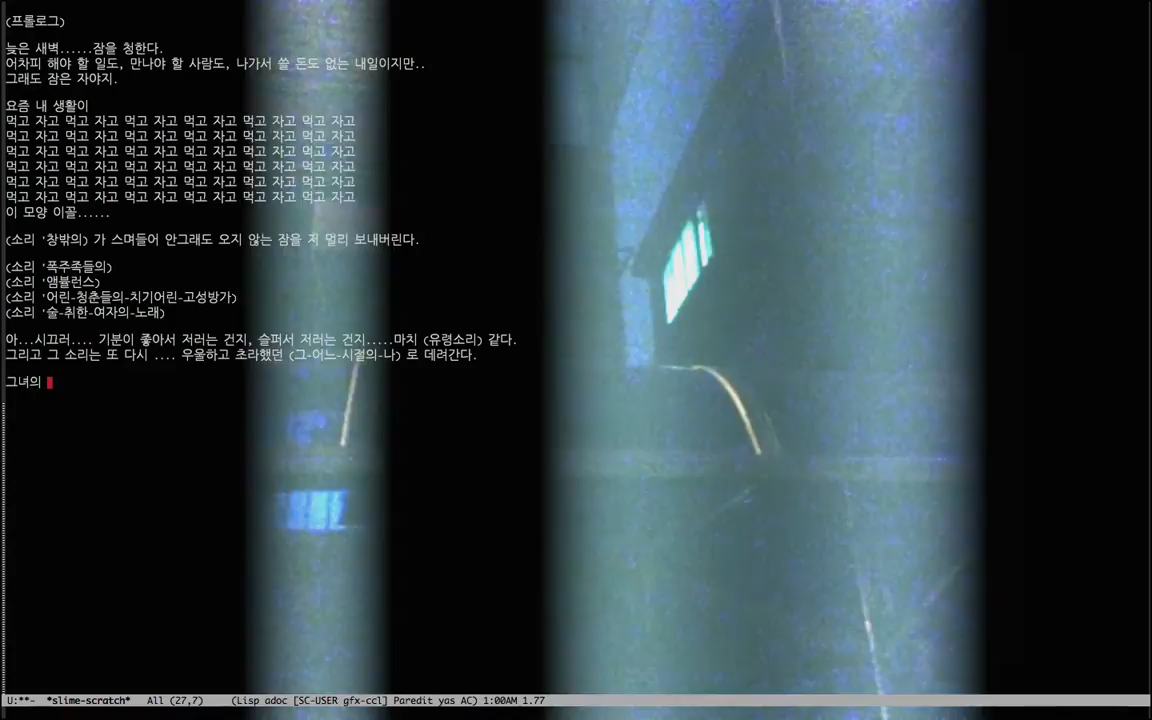 (프롤로그)
늦은 새벽......잠을 청한다.
어차피 해야 할 일도, 만나야 할 사람도, 나가서 쓸 돈도 없는 내일이지만..
그래도 잠은 자야지.
요즘 내 생활이
먹고 자고 먹고 자고 먹고 자고 먹고 자고 먹고 자고 먹고 자고
먹고 자고 먹고 자고 먹고 자고 먹고 자고 먹고 자고 먹고 자고
먹고 자고 먹고 자고 먹고 자고 먹고 자고 먹고 자고 먹고 자고
먹고 자고 먹고 자고 먹고 자고 먹고 자고 먹고 자고 먹고 자고
먹고 자고 먹고 자고 먹고 자고 먹고 자고 먹고 자고 먹고 자고
먹고 자고 먹고 자고 먹고 자고 먹고 자고 먹고 자고 먹고 자고
이 모양 이꼴......
(소리 '창밖의) 가 스며들어 안그래도 오지 않는 잠을 저 멀리 보내버린다.
(소리 '폭주족들의)
(소리 '앰뷸런스)
(소리 '어린-청춘들의-치기어린-고성방가)
(소리 '술-취한-여자의-노래)
아...시끄러.... 기분이 좋아서 저러는 건지, 슬퍼서 저러는 건지.....마치 (유령소리) 같다.
그리고 그 소리는 또 다시 .... 우울하고 초라했던 (그-어느-시절의-나) 로 데려간다.
그녀의
U:**- *slime-scratch* All (27,7) (Lisp adoc [SC-USER gfx-ccl] Paredit yas AC) 1:00AM 1.77